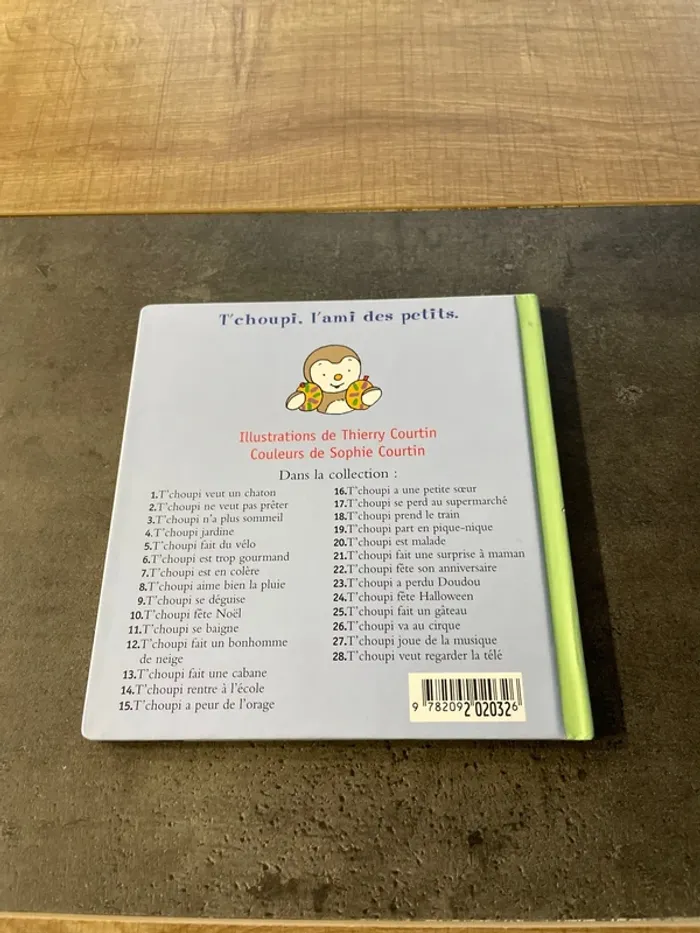 T'choupi, l'ami des petits.
Illustrations de Thierry Courtin
Couleurs de Sophie Courtin
Dans la collection :
1.T'choupi veut un chaton
2.T'choupi ne veut pas prêter
3.T'choupi n'a plus sommeil
4.T'choupi jardine
5.T'choupi fait du vélo
6.T'choupi est trop gourmand
7.T'choupi est en colère
8.T'choupi aime bien la pluie
9.T'choupi se déguise
10.T'choupi fête Noël
11.T'choupi se baigne
12.T'choupi fait un bonhomme
de neige
13.T'choupi fait une cabane
14.T'choupi rentre à l'école
15.T'choupi a peur de l'orage
16.T'choupi a une petite sœur
17.T'choupi se perd au supermarché
18.T'choupi prend le train
19.T'choupi part en pique-nique
20.T'choupi est malade
21.T'choupi fait une surprise à maman
22.T'choupi fête son anniversaire
23.T'choupi a perdu Doudou
24.T'choupi fête Halloween
25.T'choupi fait un gâteau
26.T'choupi va au cirque
27.T'choupi joue de la musique
28.T'choupi veut regarder la télé
9 782092 020326